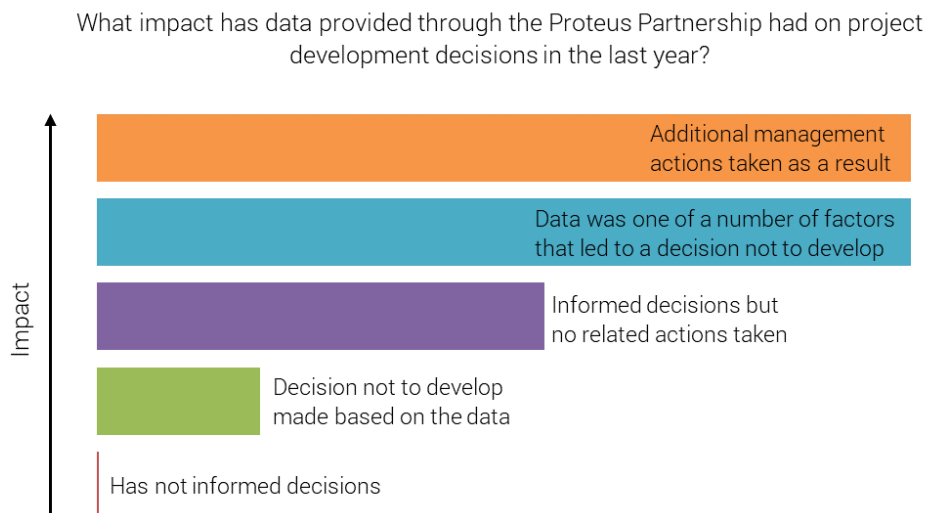 What impact has data provided through the Proteus Partnership had on project
development decisions in the last year?
Additional management
actions taken as a result
Data was one of a number of factors
that led to a decision not to develop
Impact
Informed decisions but
no related actions taken
Decision not to develop
made based on the data
Has not informed decisions